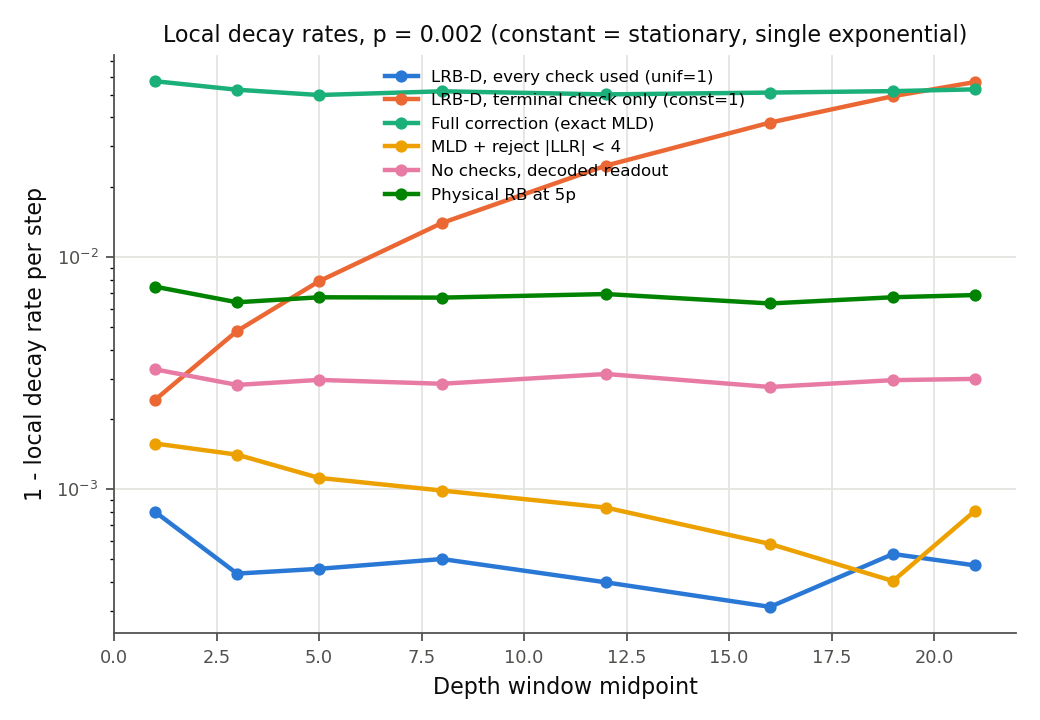 Local decay rates, p = 0.002 (constant = stationary, single exponential)
LRB-D, every check used (unif=1)
LRB-D, terminal check only (const=1)
Full correction (exact MLD)
MLD + reject |LLR| < 4
No checks, decoded readout
Physical RB at 5p
1 - local decay rate per step
10⁻²
10⁻³
0.0 2.5 5.0 7.5 10.0 12.5 15.0 17.5 20.0
Depth window midpoint